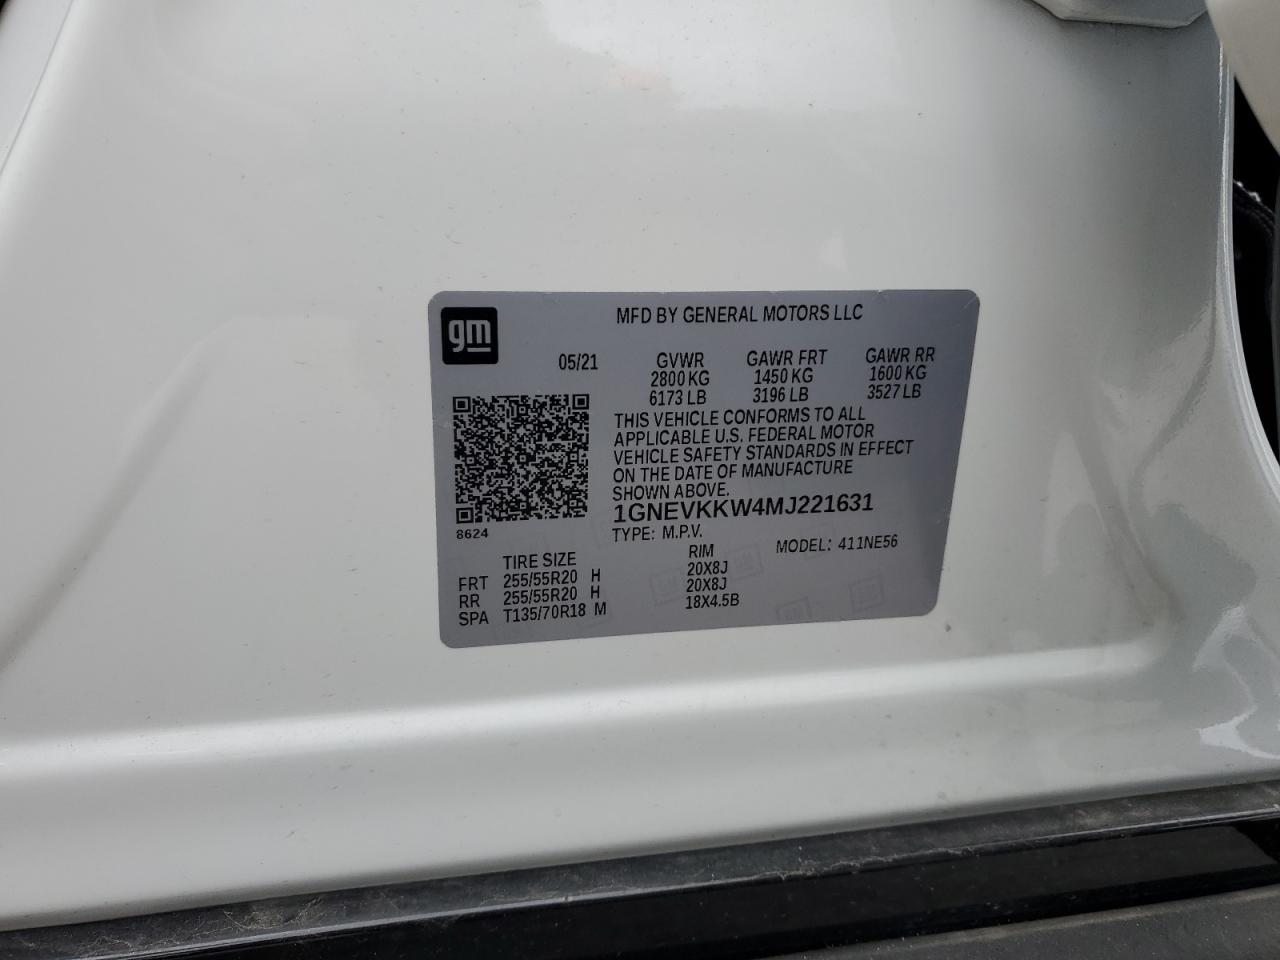 gm
MFD BY GENERAL MOTORS LLC
05/21 GVWR GAWR FRT GAWR RR
2800 KG 1450 KG 1600 KG
6173 LB 3196 LB 3527 LB
THIS VEHICLE CONFORMS TO ALL
APPLICABLE U.S. FEDERAL MOTOR
VEHICLE SAFETY STANDARDS IN EFFECT
ON THE DATE OF MANUFACTURE
SHOWN ABOVE.
1GNEVKKW4MJ221631
8624
TYPE: M.P.V. MODEL: 411NE56
TIRE SIZE RIM
FRT 255/55R20 H 20X8J
RR 255/55R20 H 20X8J
SPA T135/70R18 M 18X4.5B